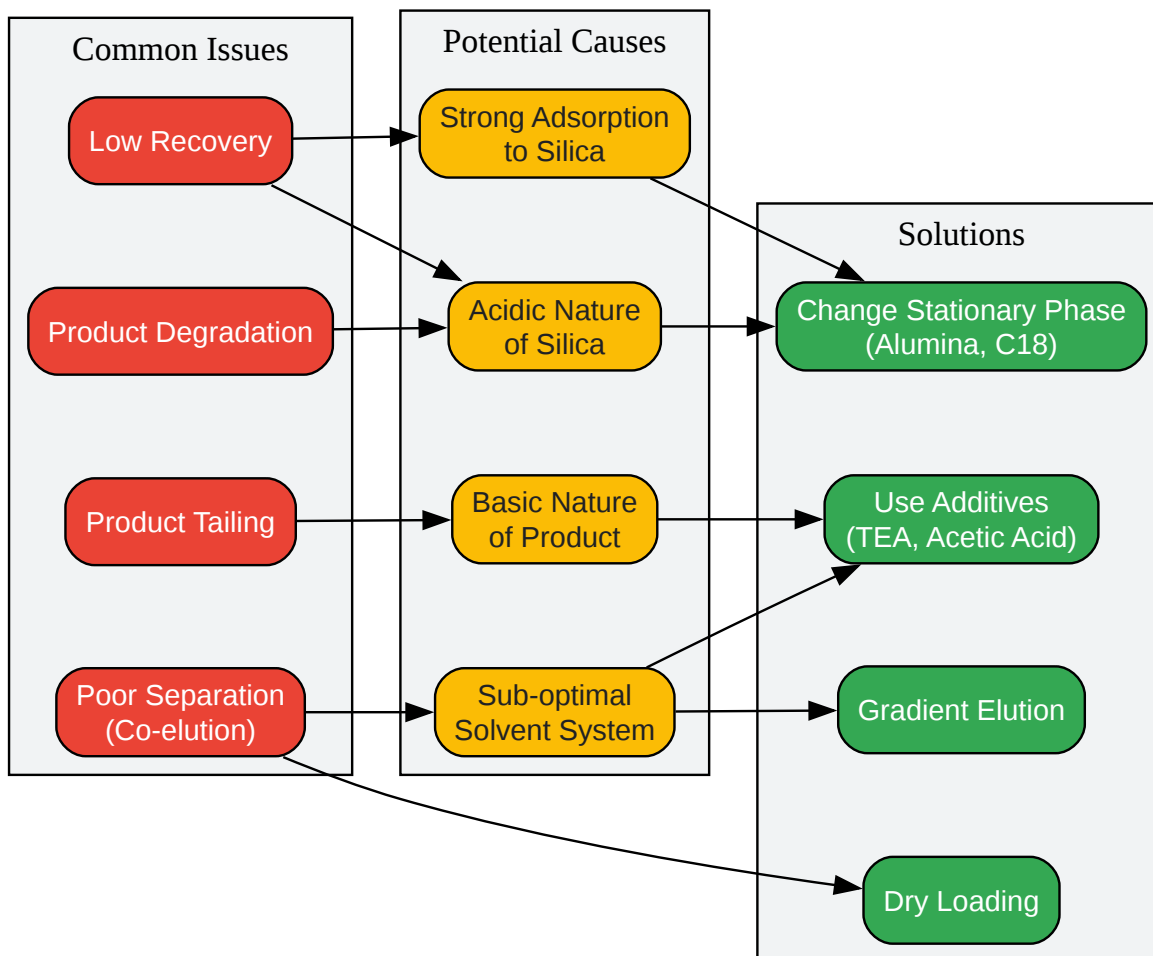 Common Issues
Low Recovery
Product Degradation
Product Tailing
Poor Separation
(Co-elution)
Potential Causes
Strong Adsorption
to Silica
Acidic Nature
of Silica
Basic Nature
of Product
Sub-optimal
Solvent System
Solutions
Change Stationary Phase
(Alumina, C18)
Use Additives
(TEA, Acetic Acid)
Gradient Elution
Dry Loading